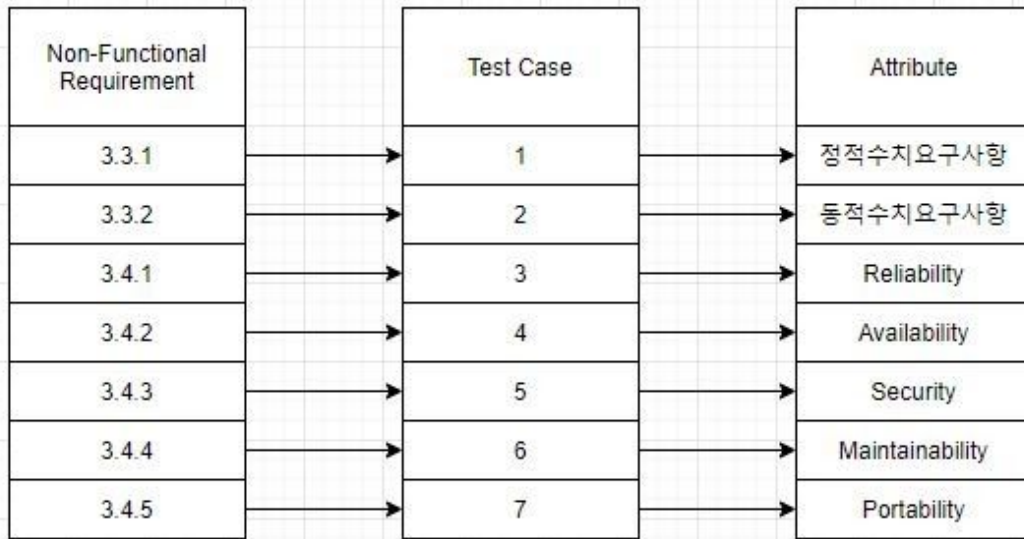 Non-Functional
Requirement
Test Case
Attribute
3.3.1
1
정적수치요구사항
3.3.2
2
동적수치요구사항
3.4.1
3
Reliability
3.4.2
4
Availability
3.4.3
5
Security
3.4.4
6
Maintainability
3.4.5
7
Portability